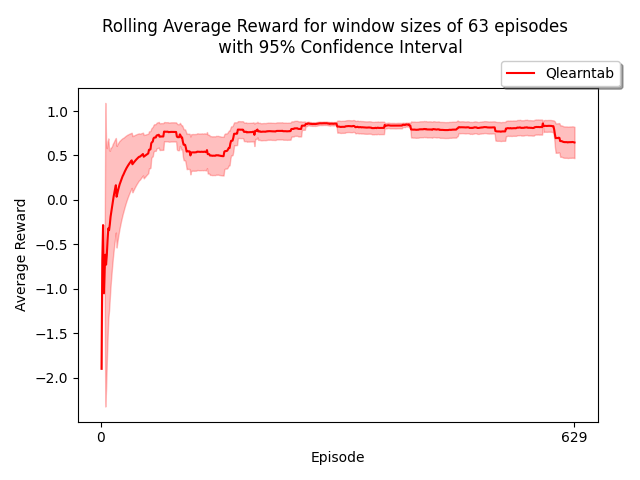 Rolling Average Reward for window sizes of 63 episodes
with 95% Confidence Interval
Qlearntab
1.0
0.5
0.0
−0.5
−1.0
−1.5
−2.0
Average Reward
0
629
Episode